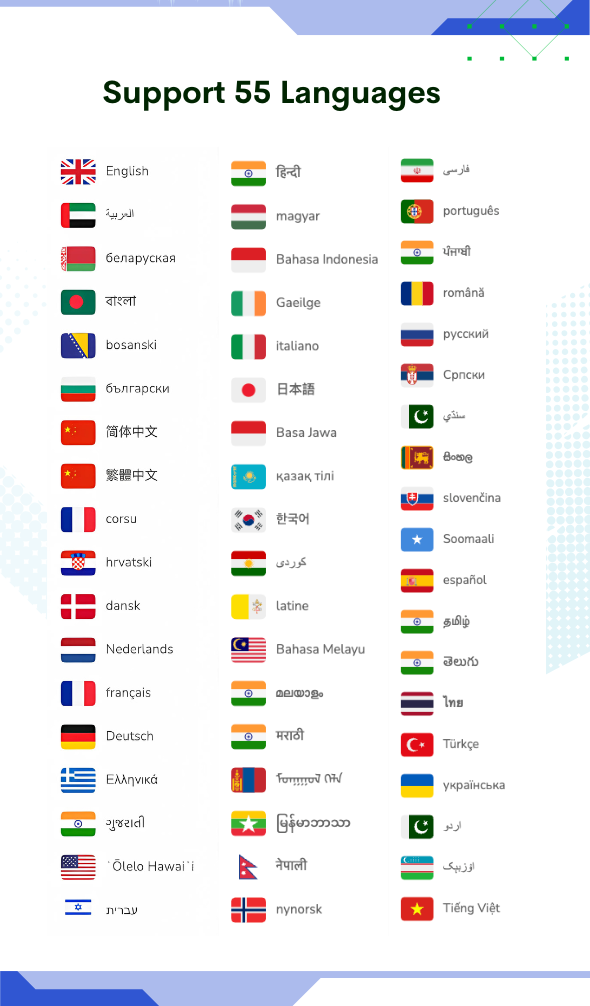 Support 55 Languages
English
العربية
беларуская
বাংলা
bosanski
български
简体中文
繁體中文
corsu
hrvatski
dansk
Nederlands
français
Deutsch
Ελληνικά
ગુજરાતી
ʻŌlelo Hawaiʻi
עברית
हिन्दी
magyar
Bahasa Indonesia
Gaeilge
italiano
日本語
Basa Jawa
қазақ тілі
한국어
کوردی
latine
Bahasa Melayu
മലയാളം
मराठी
မြန်မာဘာသာ
नेपाली
nynorsk
فارسی
português
ਪੰਜਾਬੀ
română
русский
Српски
سنڌي
සිංහල
slovenčina
Soomaali
español
தமிழ்
తెలుగు
ไทย
Türkçe
українська
اردو
اوزبیک
Tiếng Việt